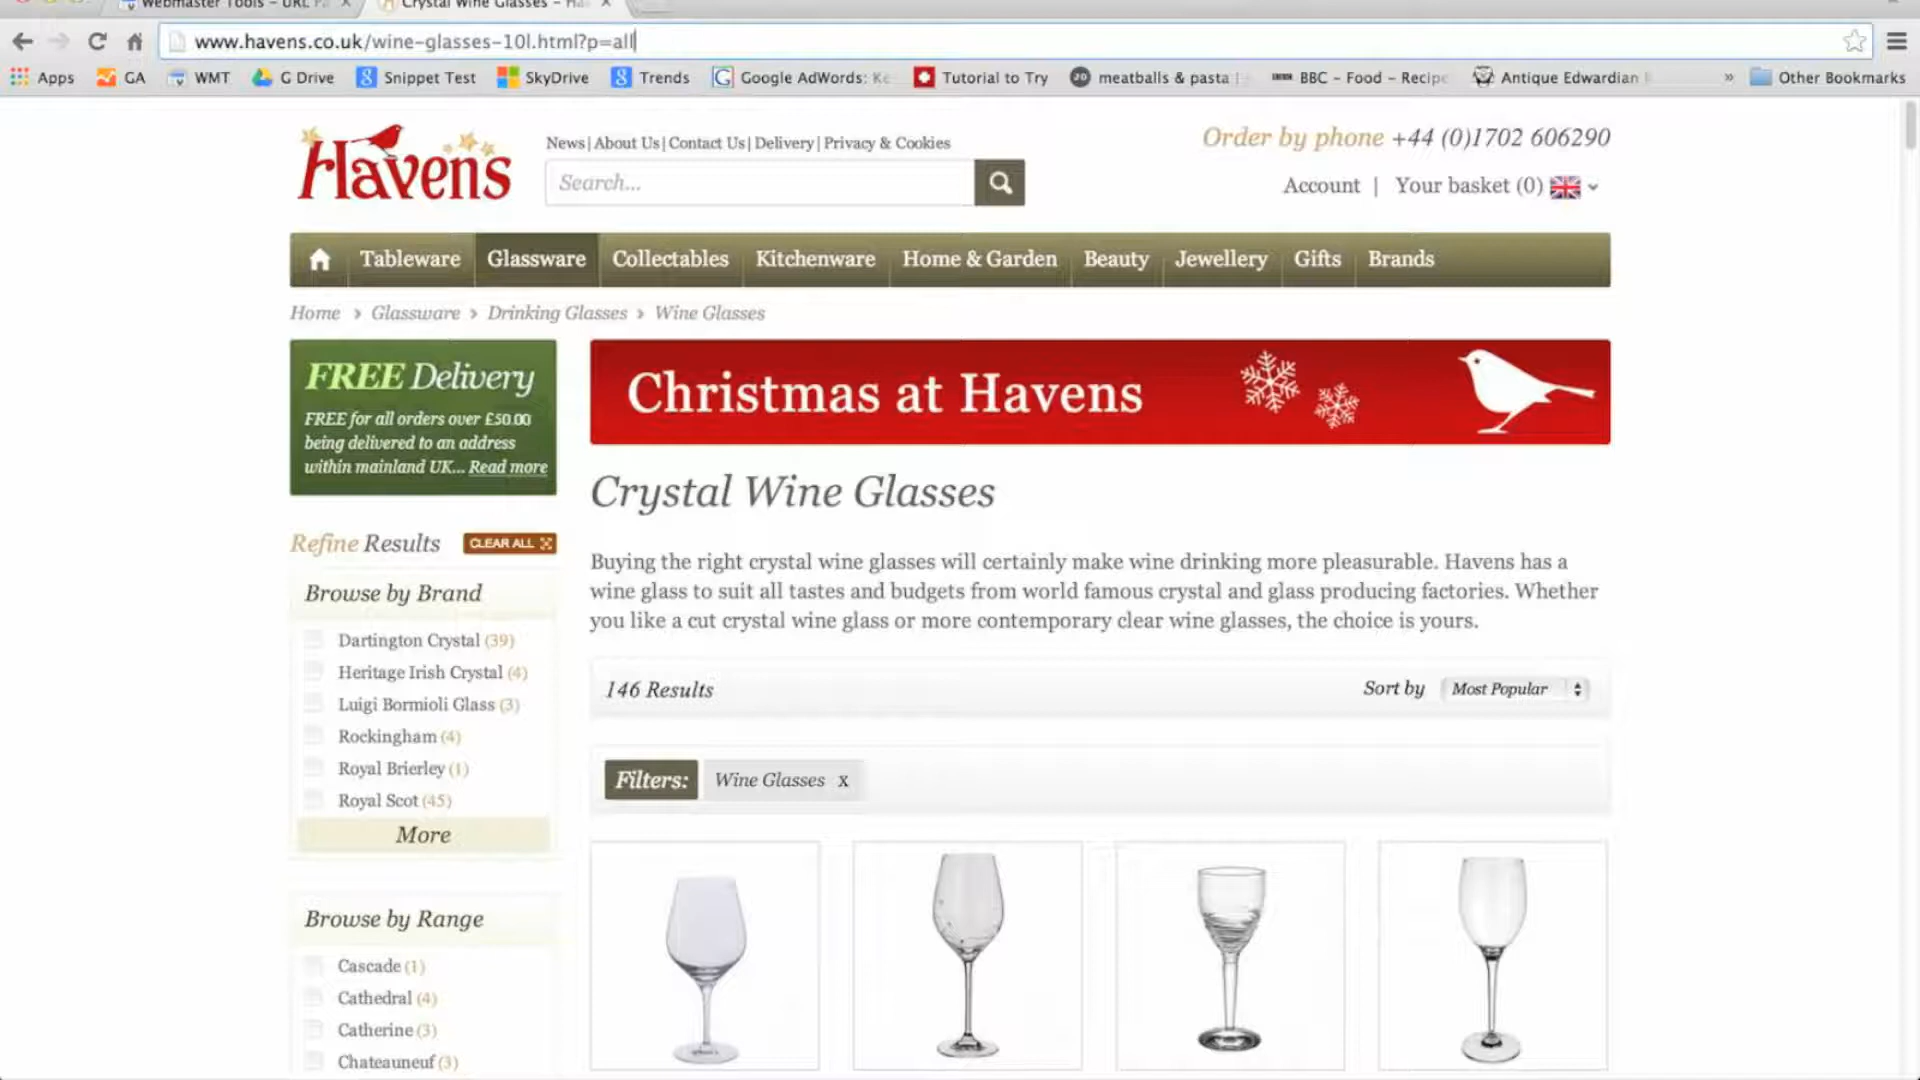 Webmaster Tools - URL Pa
Crystal Wine Glasses - Ha
www.havens.co.uk/wine-glasses-10l.html?p=all
Apps GA WMT G Drive Snippet Test SkyDrive Trends Google AdWords: Ke Tutorial to Try meatballs & pasta | BBC - Food - Recipe Antique Edwardian » Other Bookmarks
Havens
News | About Us | Contact Us | Delivery | Privacy & Cookies
Order by phone +44 (0)1702 606290
Search...
Account | Your basket (0)
Tableware Glassware Collectables Kitchenware Home & Garden Beauty Jewellery Gifts Brands
Home › Glassware › Drinking Glasses › Wine Glasses
FREE Delivery
FREE for all orders over £50.00
being delivered to an address
within mainland UK... Read more
Christmas at Havens
Crystal Wine Glasses
Refine Results CLEAR ALL
Buying the right crystal wine glasses will certainly make wine drinking more pleasurable. Havens has a
wine glass to suit all tastes and budgets from world famous crystal and glass producing factories. Whether
you like a cut crystal wine glass or more contemporary clear wine glasses, the choice is yours.
Browse by Brand
Dartington Crystal (39)
Heritage Irish Crystal (4)
Luigi Bormioli Glass (3)
Rockingham (4)
Royal Brierley (1)
Royal Scot (45)
More
146 Results
Sort by Most Popular
Filters: Wine Glasses x
Browse by Range
Cascade (1)
Cathedral (4)
Catherine (3)
Chateauneuf (3)